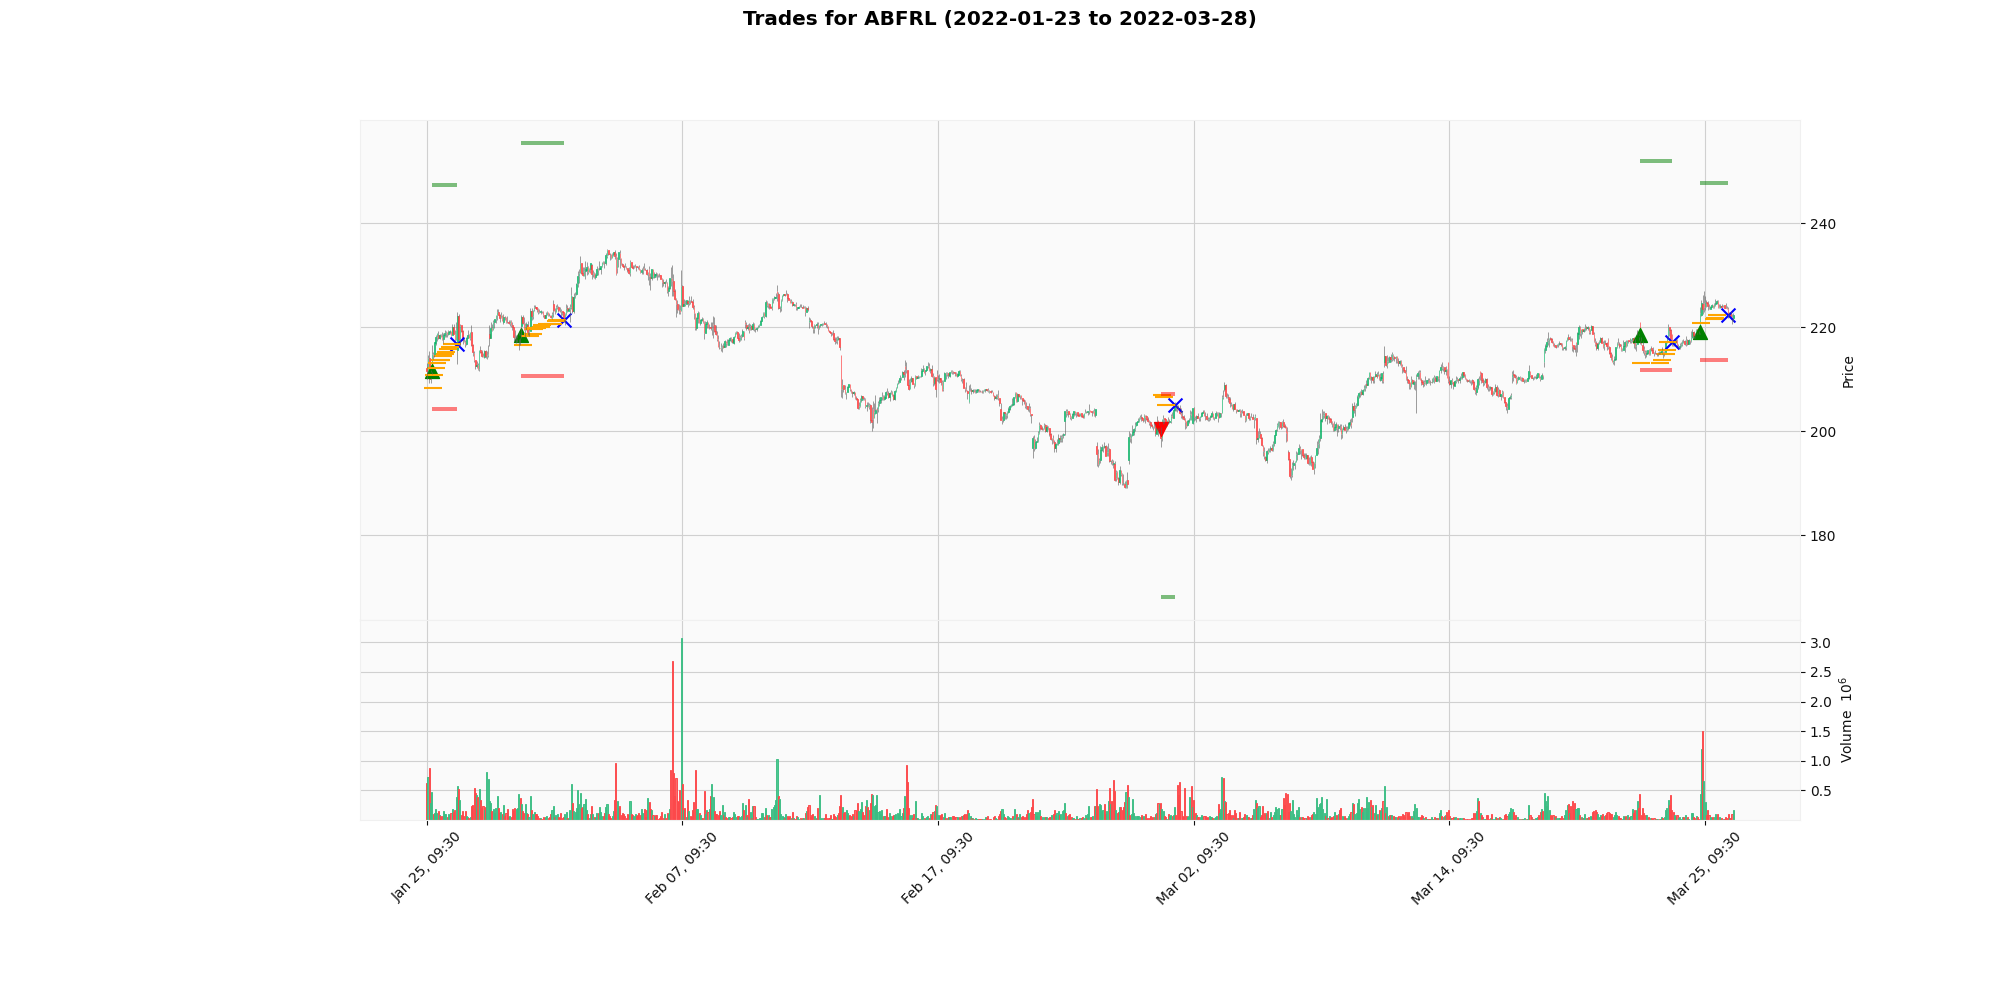 Trades for ABFRL (2022-01-23 to 2022-03-28)
240
220
200
180
Price
3.0
2.5
2.0
1.5
1.0
0.5
Volume 10^6
Jan 25, 09:30
Feb 07, 09:30
Feb 17, 09:30
Mar 02, 09:30
Mar 14, 09:30
Mar 25, 09:30